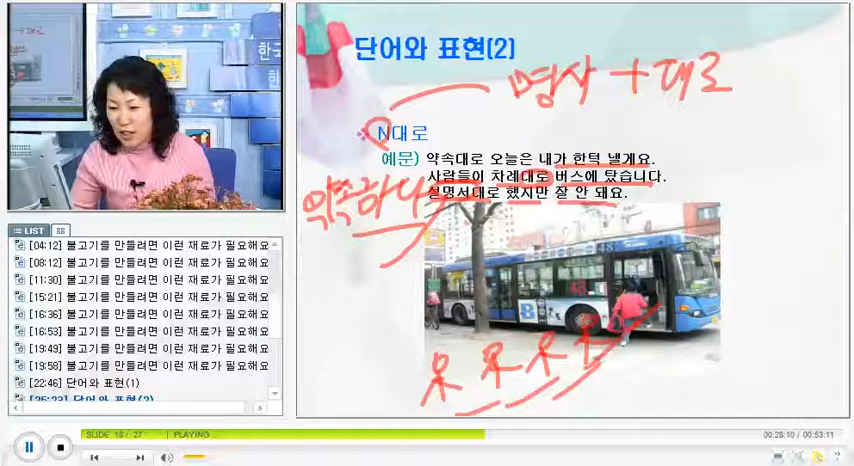 단어와 표현(2)
명사 + 대로
N대로
예문) 약속대로 오늘은 내가 한턱 낼게요.
사람들이 차례대로 버스에 탔습니다.
설명서대로 했지만 잘 안 돼요.
약속하다
48
48
한국
LIST
[04:12] 불고기를 만들려면 이런 재료가 필요해요
[08:12] 불고기를 만들려면 이런 재료가 필요해요
[11:30] 불고기를 만들려면 이런 재료가 필요해요
[15:21] 불고기를 만들려면 이런 재료가 필요해요
[16:36] 불고기를 만들려면 이런 재료가 필요해요
[16:53] 불고기를 만들려면 이런 재료가 필요해요
[19:49] 불고기를 만들려면 이런 재료가 필요해요
[19:58] 불고기를 만들려면 이런 재료가 필요해요
[22:46] 단어와 표현(1)
[26:23] 단어와 표현(2)
SLIDE 18 / 27 PLAYING...
00:28:10 / 00:53:11